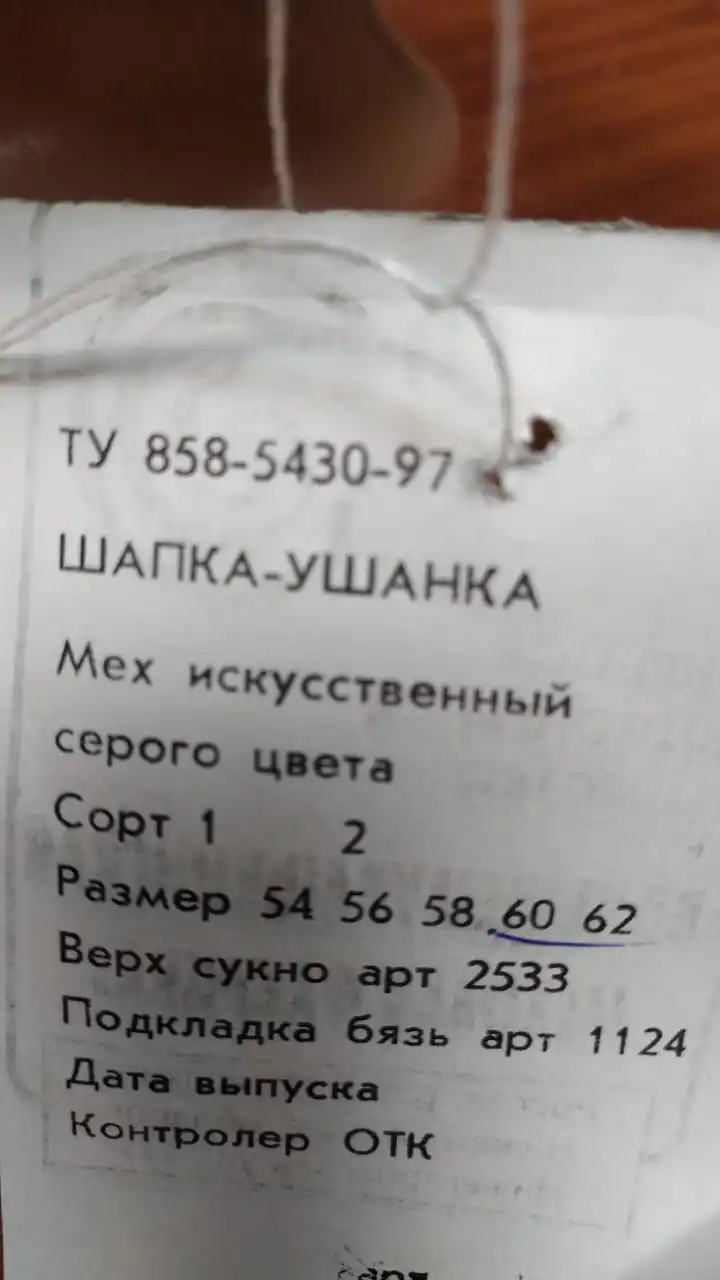 ТУ 858-5430-97
ШАПКА-УШАНКА
Мех искусственный
серого цвета
Сорт 1 2
Размер 54 56 58 60 62
Верх сукно арт 2533
Подкладка бязь арт 1124
Дата выпуска
Контролер ОТК